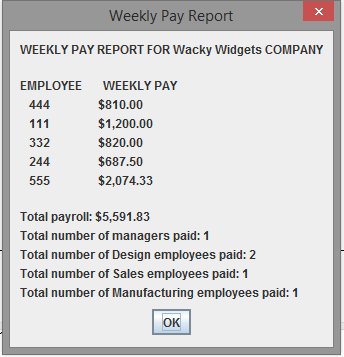 Weekly Pay Report
WEEKLY PAY REPORT FOR Wacky Widgets COMPANY
EMPLOYEE WEEKLY PAY
444 $810.00
111 $1,200.00
332 $820.00
244 $687.50
555 $2,074.33
Total payroll: $5,591.83
Total number of managers paid: 1
Total number of Design employees paid: 2
Total number of Sales employees paid: 1
Total number of Manufacturing employees paid: 1
OK